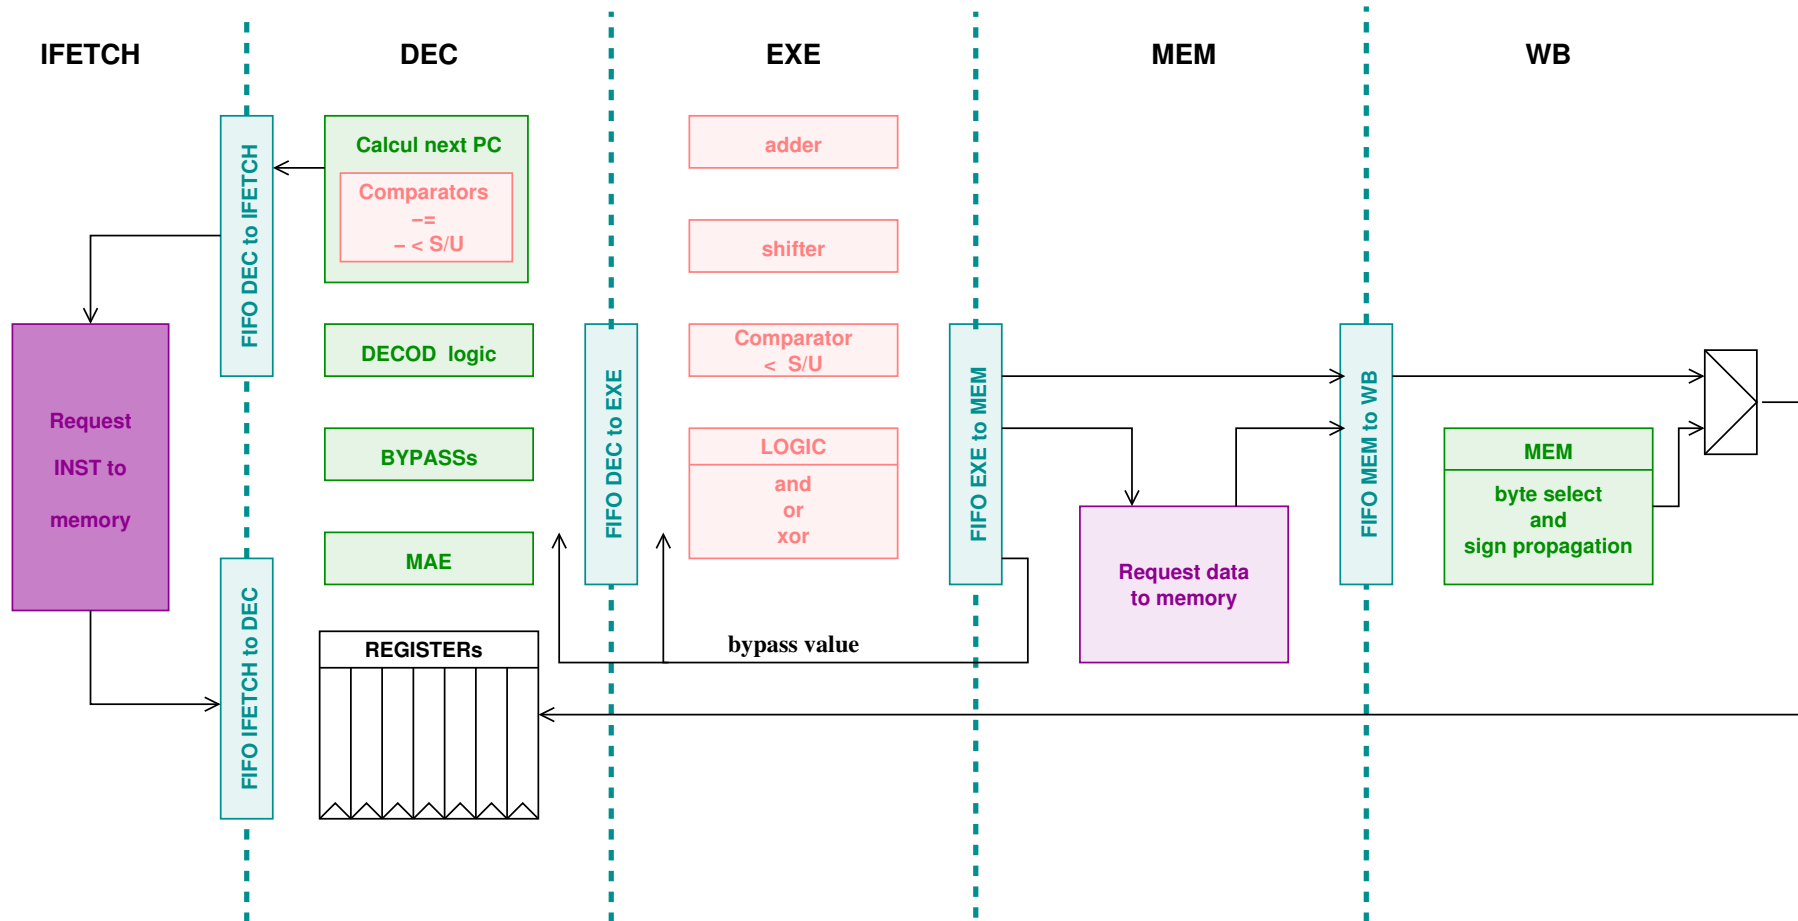 IFETCH
DEC
EXE
MEM
WB
FIFO DEC to IFETCH
Calcul next PC
Comparators
−=
− < S/U
DECOD logic
BYPASSs
MAE
REGISTERs
Request
INST to
memory
FIFO IFETCH to DEC
FIFO DEC to EXE
adder
shifter
Comparator
< S/U
LOGIC
and
or
xor
bypass value
FIFO EXE to MEM
Request data
to memory
FIFO MEM to WB
MEM
byte select
and
sign propagation